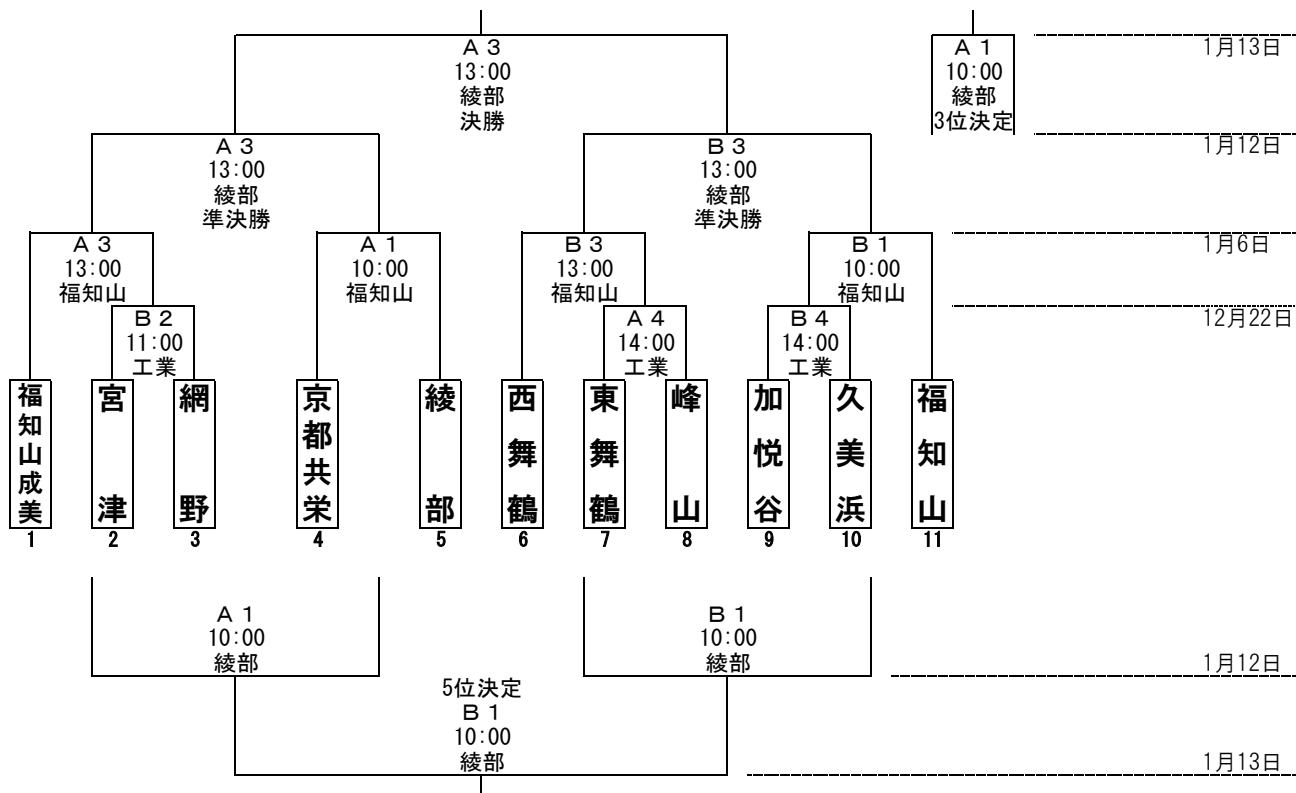 A3
13:00
綾部
決勝
A1
10:00
綾部
3位決定
1月13日
A3
13:00
綾部
準決勝
B3
13:00
綾部
準決勝
1月12日
A3
13:00
福知山
A1
10:00
福知山
B3
13:00
福知山
B1
10:00
福知山
1月6日
B2
11:00
工業
A4
14:00
工業
B4
14:00
工業
12月22日
福知山成美
宮津
網野
京都共栄
綾部
西舞鶴
東舞鶴
峰山
加悦谷
久美浜
福知山
1 2 3 4 5 6 7 8 9 10 11
A1
10:00
綾部
B1
10:00
綾部
1月12日
5位決定
B1
10:00
綾部
1月13日